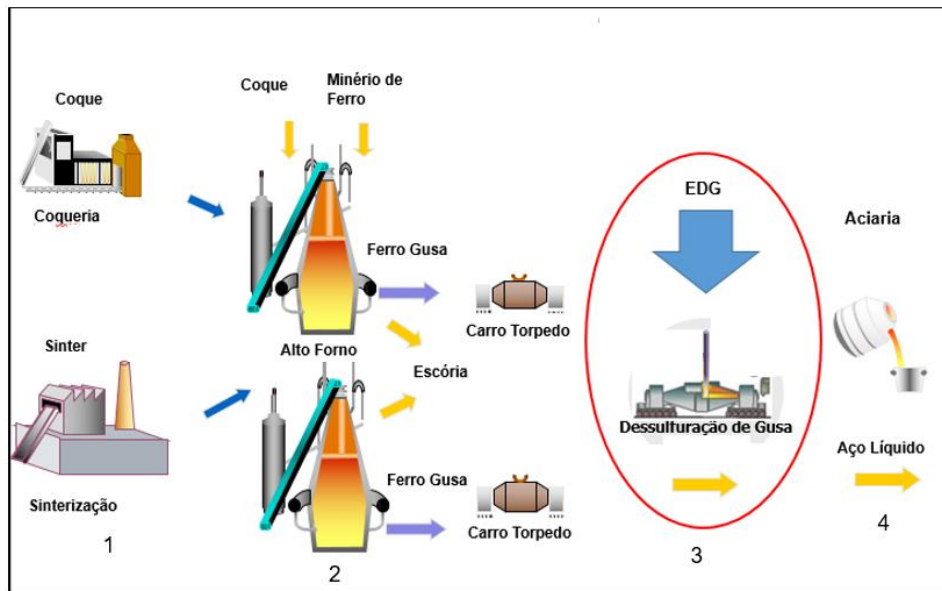 Coque
Coqueria
Sinter
Sinterização
1
Coque
Minério de
Ferro
Ferro Gusa
Carro Torpedo
Alto Forno
Escória
Ferro Gusa
Carro Torpedo
2
EDG
Dessulfuração de Gusa
3
Aciaria
Aço Líquido
4